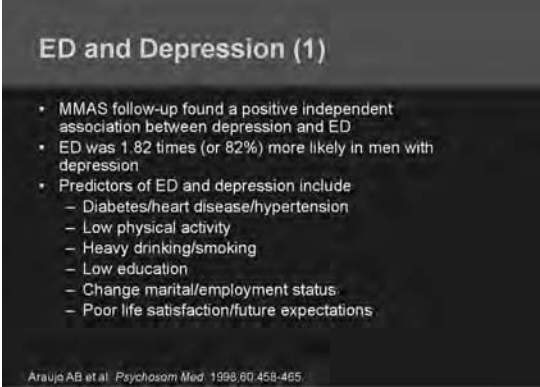 ED and Depression (1)
• MMAS follow-up found a positive independent
association between depression and ED
• ED was 1.82 times (or 82%) more likely in men with
depression
• Predictors of ED and depression include
– Diabetes/heart disease/hypertension
– Low physical activity
– Heavy drinking/smoking
– Low education
– Change marital/employment status
– Poor life satisfaction/future expectations
Araujo AB et al. Psychosom Med. 1998;60:458-465.